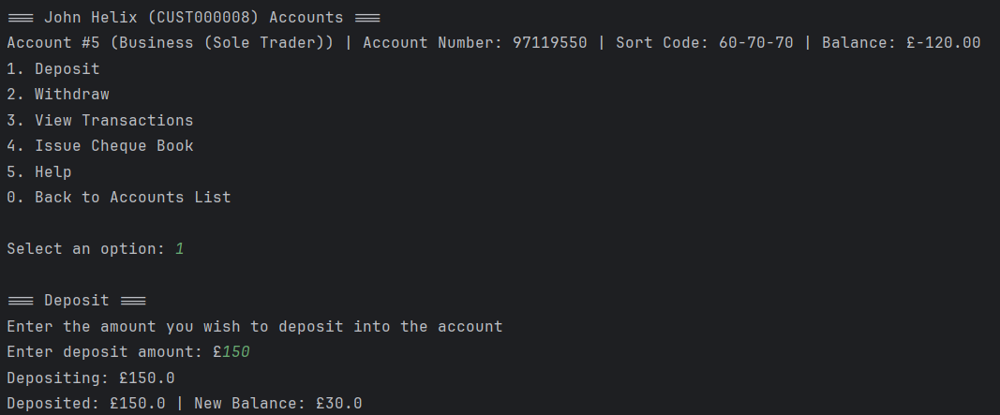 === John Helix (CUST000008) Accounts ===
Account #5 (Business (Sole Trader)) | Account Number: 97119550 | Sort Code: 60-70-70 | Balance: £-120.00
1. Deposit
2. Withdraw
3. View Transactions
4. Issue Cheque Book
5. Help
0. Back to Accounts List
Select an option: 1
=== Deposit ===
Enter the amount you wish to deposit into the account
Enter deposit amount: £150
Depositing: £150.0
Deposited: £150.0 | New Balance: £30.0